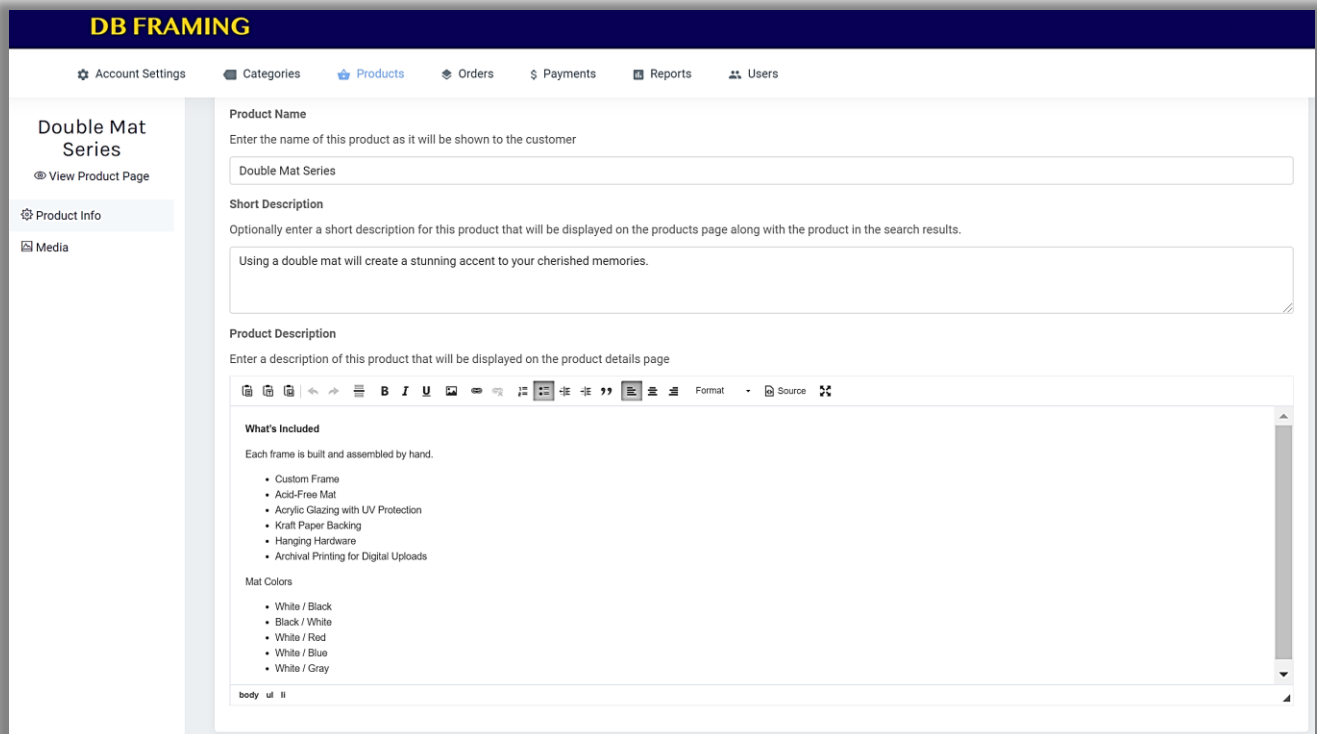 DB FRAMING
Account Settings Categories Products Orders $ Payments Reports Users
Double Mat
Series
View Product Page
Product Info
Media
Product Name
Enter the name of this product as it will be shown to the customer
Double Mat Series
Short Description
Optionally enter a short description for this product that will be displayed on the products page along with the product in the search results.
Using a double mat will create a stunning accent to your cherished memories.
Product Description
Enter a description of this product that will be displayed on the product details page
B I U Format Source
What's Included
Each frame is built and assembled by hand.
• Custom Frame
• Acid-Free Mat
• Acrylic Glazing with UV Protection
• Kraft Paper Backing
• Hanging Hardware
• Archival Printing for Digital Uploads
Mat Colors
• White / Black
• Black / White
• White / Red
• White / Blue
• White / Gray
body ul li